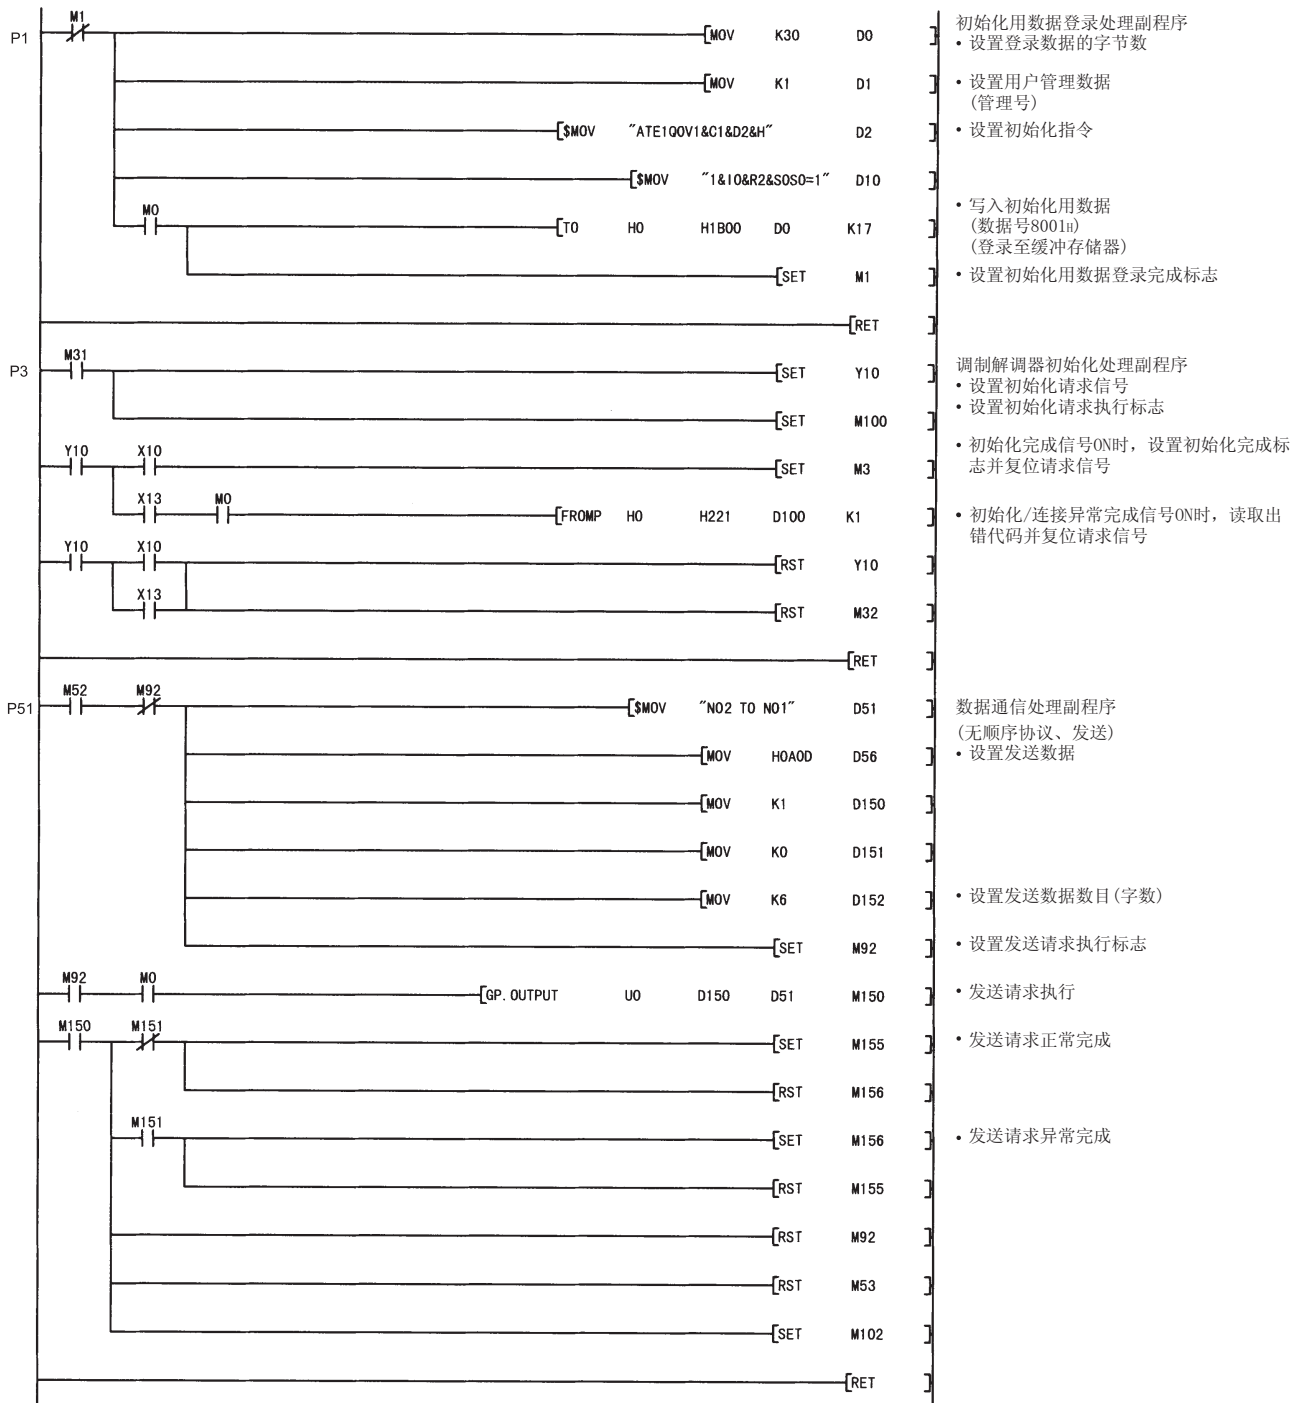 P1 M1 [MOV K30 D0 ] 初始化用数据登录处理副程序
• 设置登录数据的字节数
[MOV K1 D1 ] • 设置用户管理数据
(管理号)
[$MOV "ATE1Q0V1&C1&D2&H" D2 ] • 设置初始化指令
[$MOV "1&I0&R2&S0S0=1" D10 ]
M0 [TO H0 H1B00 D0 K17 ] • 写入初始化用数据
(数据号8001H)
(登录至缓冲存储器)
[SET M1 ] • 设置初始化用数据登录完成标志
[RET ]
P3 M31 [SET Y10 ] 调制解调器初始化处理副程序
• 设置初始化请求信号
[SET M100 ] • 设置初始化请求执行标志
Y10 X10 [SET M3 ] • 初始化完成信号ON时，设置初始化完成标
志并复位请求信号
X13 M0 [FROMP H0 H221 D100 K1 ] • 初始化/连接异常完成信号ON时，读取出
错代码并复位请求信号
Y10 X10 [RST Y10 ]
X13 [RST M32 ]
[RET ]
P51 M52 M92 [$MOV "NO2 TO NO1" D51 ] 数据通信处理副程序
(无顺序协议、发送)
[MOV H0A0D D56 ] • 设置发送数据
[MOV K1 D150 ]
[MOV K0 D151 ]
[MOV K6 D152 ] • 设置发送数据数目(字数)
[SET M92 ] • 设置发送请求执行标志
M92 M0 [GP.OUTPUT U0 D150 D51 M150 ] • 发送请求执行
M150 M151 [SET M155 ] • 发送请求正常完成
[RST M156 ]
M151 [SET M156 ] • 发送请求异常完成
[RST M155 ]
[RST M92 ]
[RST M53 ]
[SET M102 ]
[RET ]